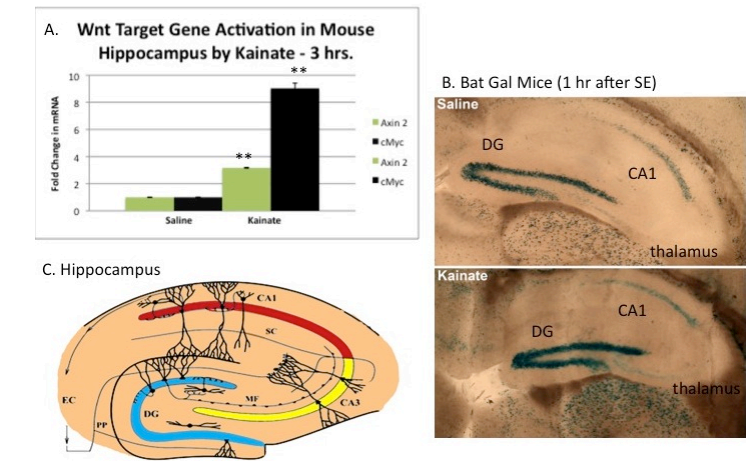 A.
Wnt Target Gene Activation in Mouse
Hippocampus by Kainate - 3 hrs.
Fold Change in mRNA
10
8
6
4
2
0
**
**
Saline
Kainate
Axin 2
cMyc
Axin 2
cMyc
B. Bat Gal Mice (1 hr after SE)
Saline
DG
CA1
thalamus
Kainate
CA1
DG
thalamus
C. Hippocampus
CA1
SC
EC
PP
DG
MF
CA3